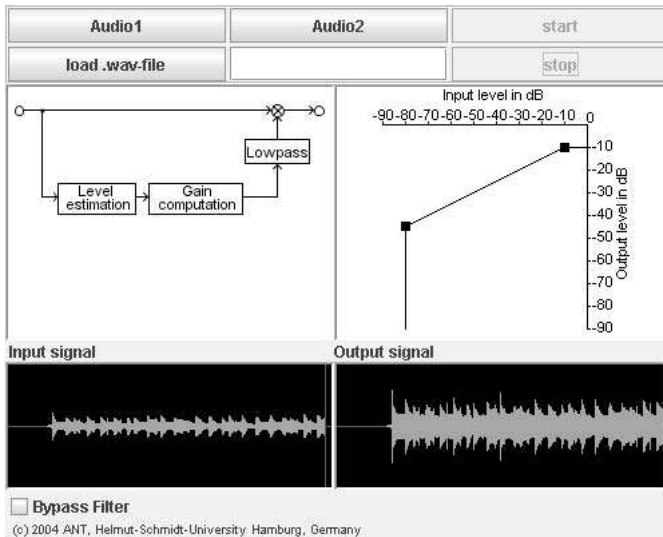 Audio1 Audio2 start
load .wav-file stop
Input level in dB
-90 -80 -70 -60 -50 -40 -30 -20 -10 0
Lowpass
Level estimation
Gain computation
-10
-20
-30
-40
-50
-60
-70
-80
-90
Output level in dB
Input signal Output signal
Bypass Filter
(c) 2004 ANT, Helmut-Schmidt-University Hamburg, Germany